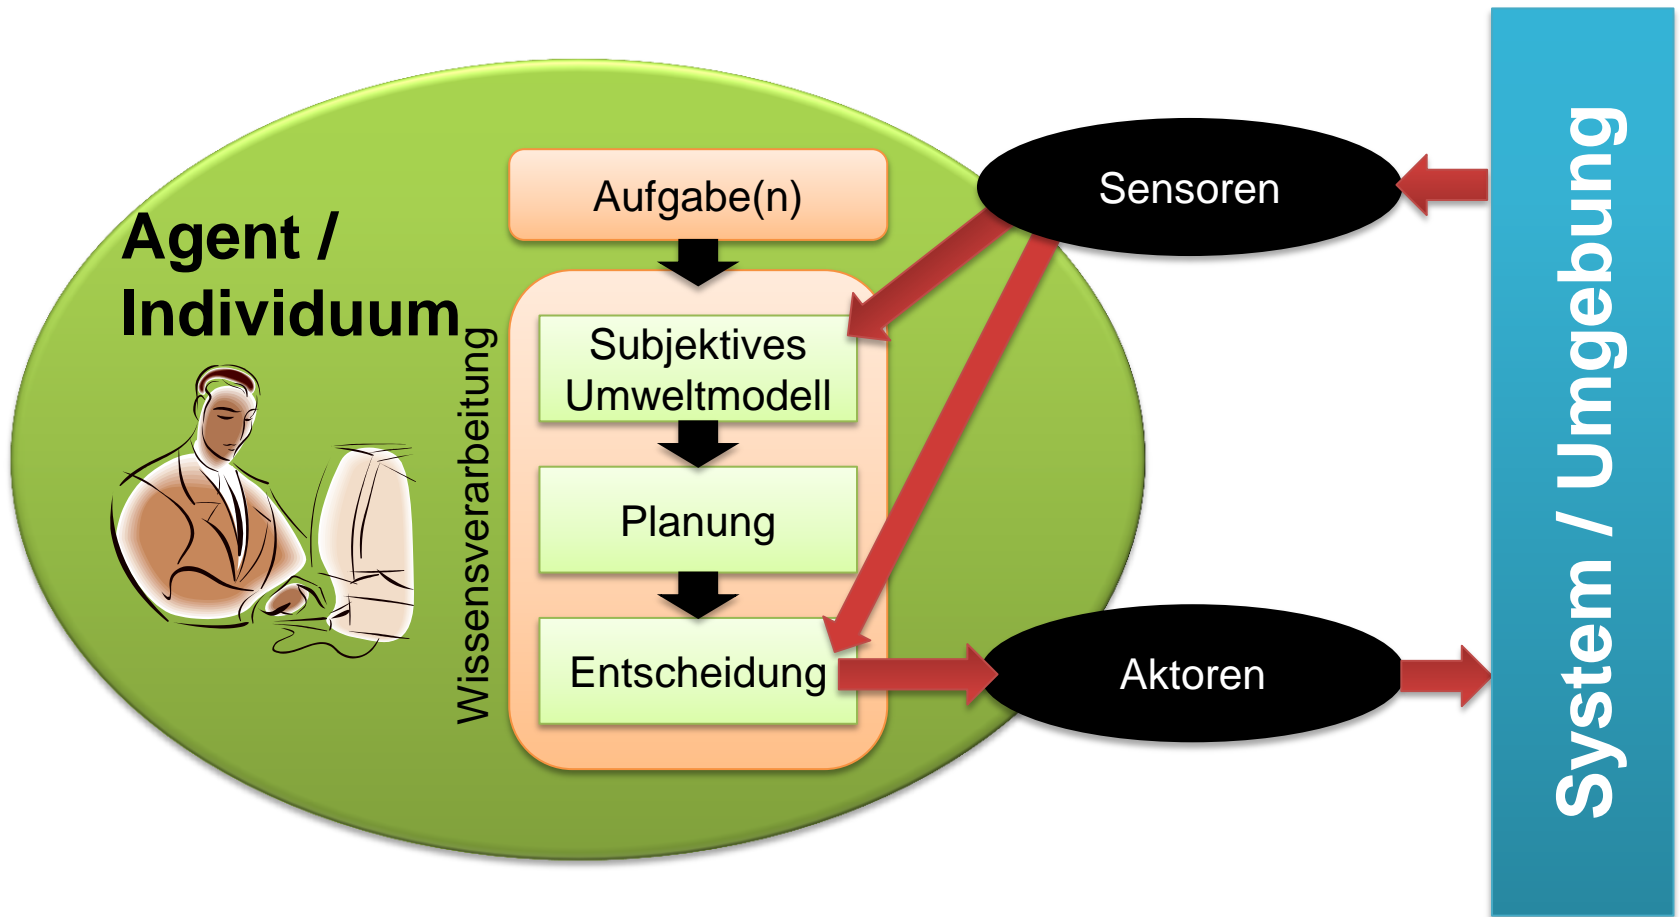 Agent /
Individuum
Wissensverarbeitung
Aufgabe(n)
Subjektives
Umweltmodell
Planung
Entscheidung
Sensoren
Aktoren
System / Umgebung